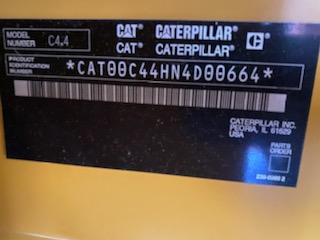 MODEL NUMBER C4.4
CAT CATERPILLAR C
CAT CATERPILLAR
PRODUCT IDENTIFICATION NUMBER
*CAT00C44HN4D00664*
CATERPILLAR INC.
PEORIA, IL 61629
USA
PARTS ORDER